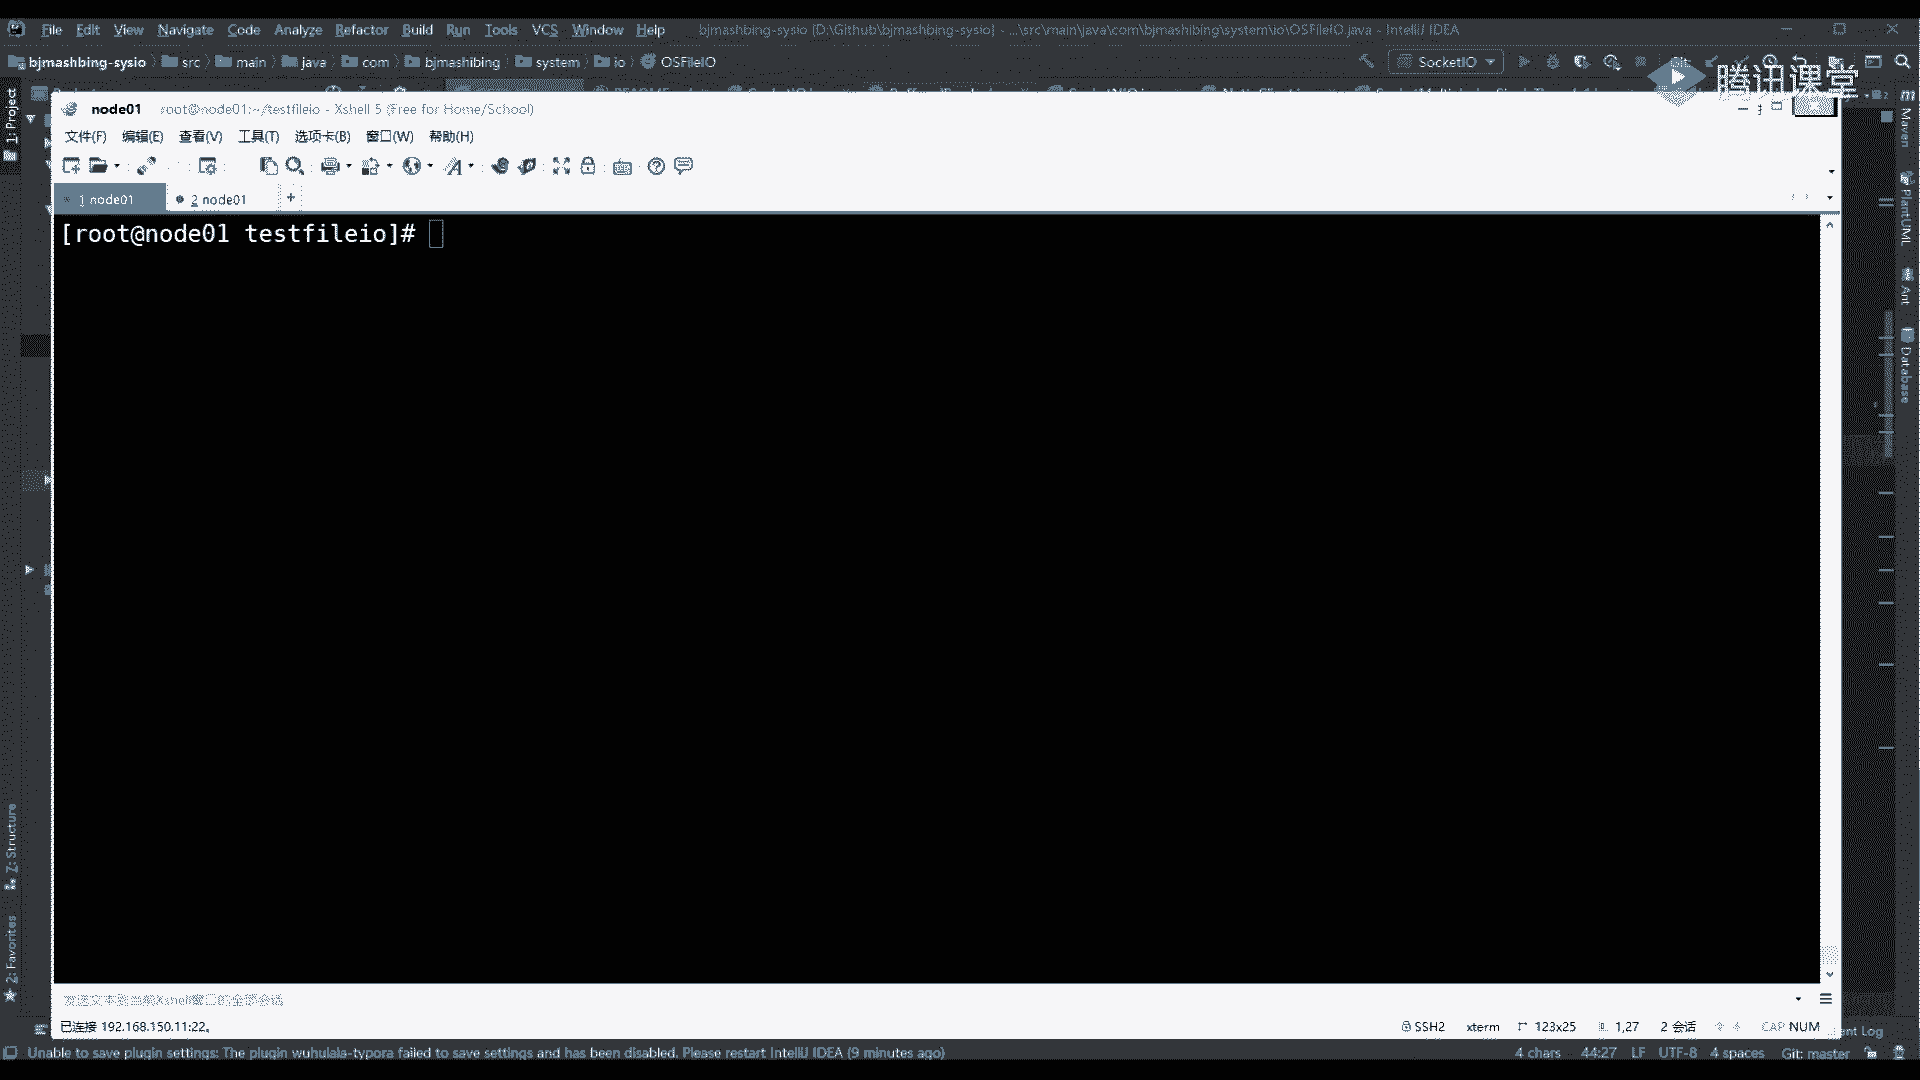 File Edit View Navigate Code Analyze Refactor Build Run Tools VCS Window Help bjmashbing-sysio [D:\Github\bjmashbing-sysio] - ...\src\main\java\com\bjmashibing\system\io\OSFileIO.java - IntelliJ IDEA
bjmashbing-sysio src main java com bjmashibing system io OSFileIO SocketIO Git:
腾讯课堂
1: Project
node01 root@node01:~/testfileio - Xshell 5 (Free for Home/School)
文件(F) 编辑(E) 查看(V) 工具(T) 选项卡(B) 窗口(W) 帮助(H)
1 node01 2 node01 +
[root@node01 testfileio]#
Maven
PlantUML
Ant
Database
Z: Structure
2: Favorites
发送文本到当前Xshell窗口的全部会话
已连接 192.168.150.11:22。 SSH2 xterm 123x25 1,27 2 会话 CAP NUM
ent Log
Unable to save plugin settings: The plugin wuhulala-typora failed to save settings and has been disabled. Please restart IntelliJ IDEA (9 minutes ago) 4 chars 44:27 LF UTF-8 4 spaces Git: master